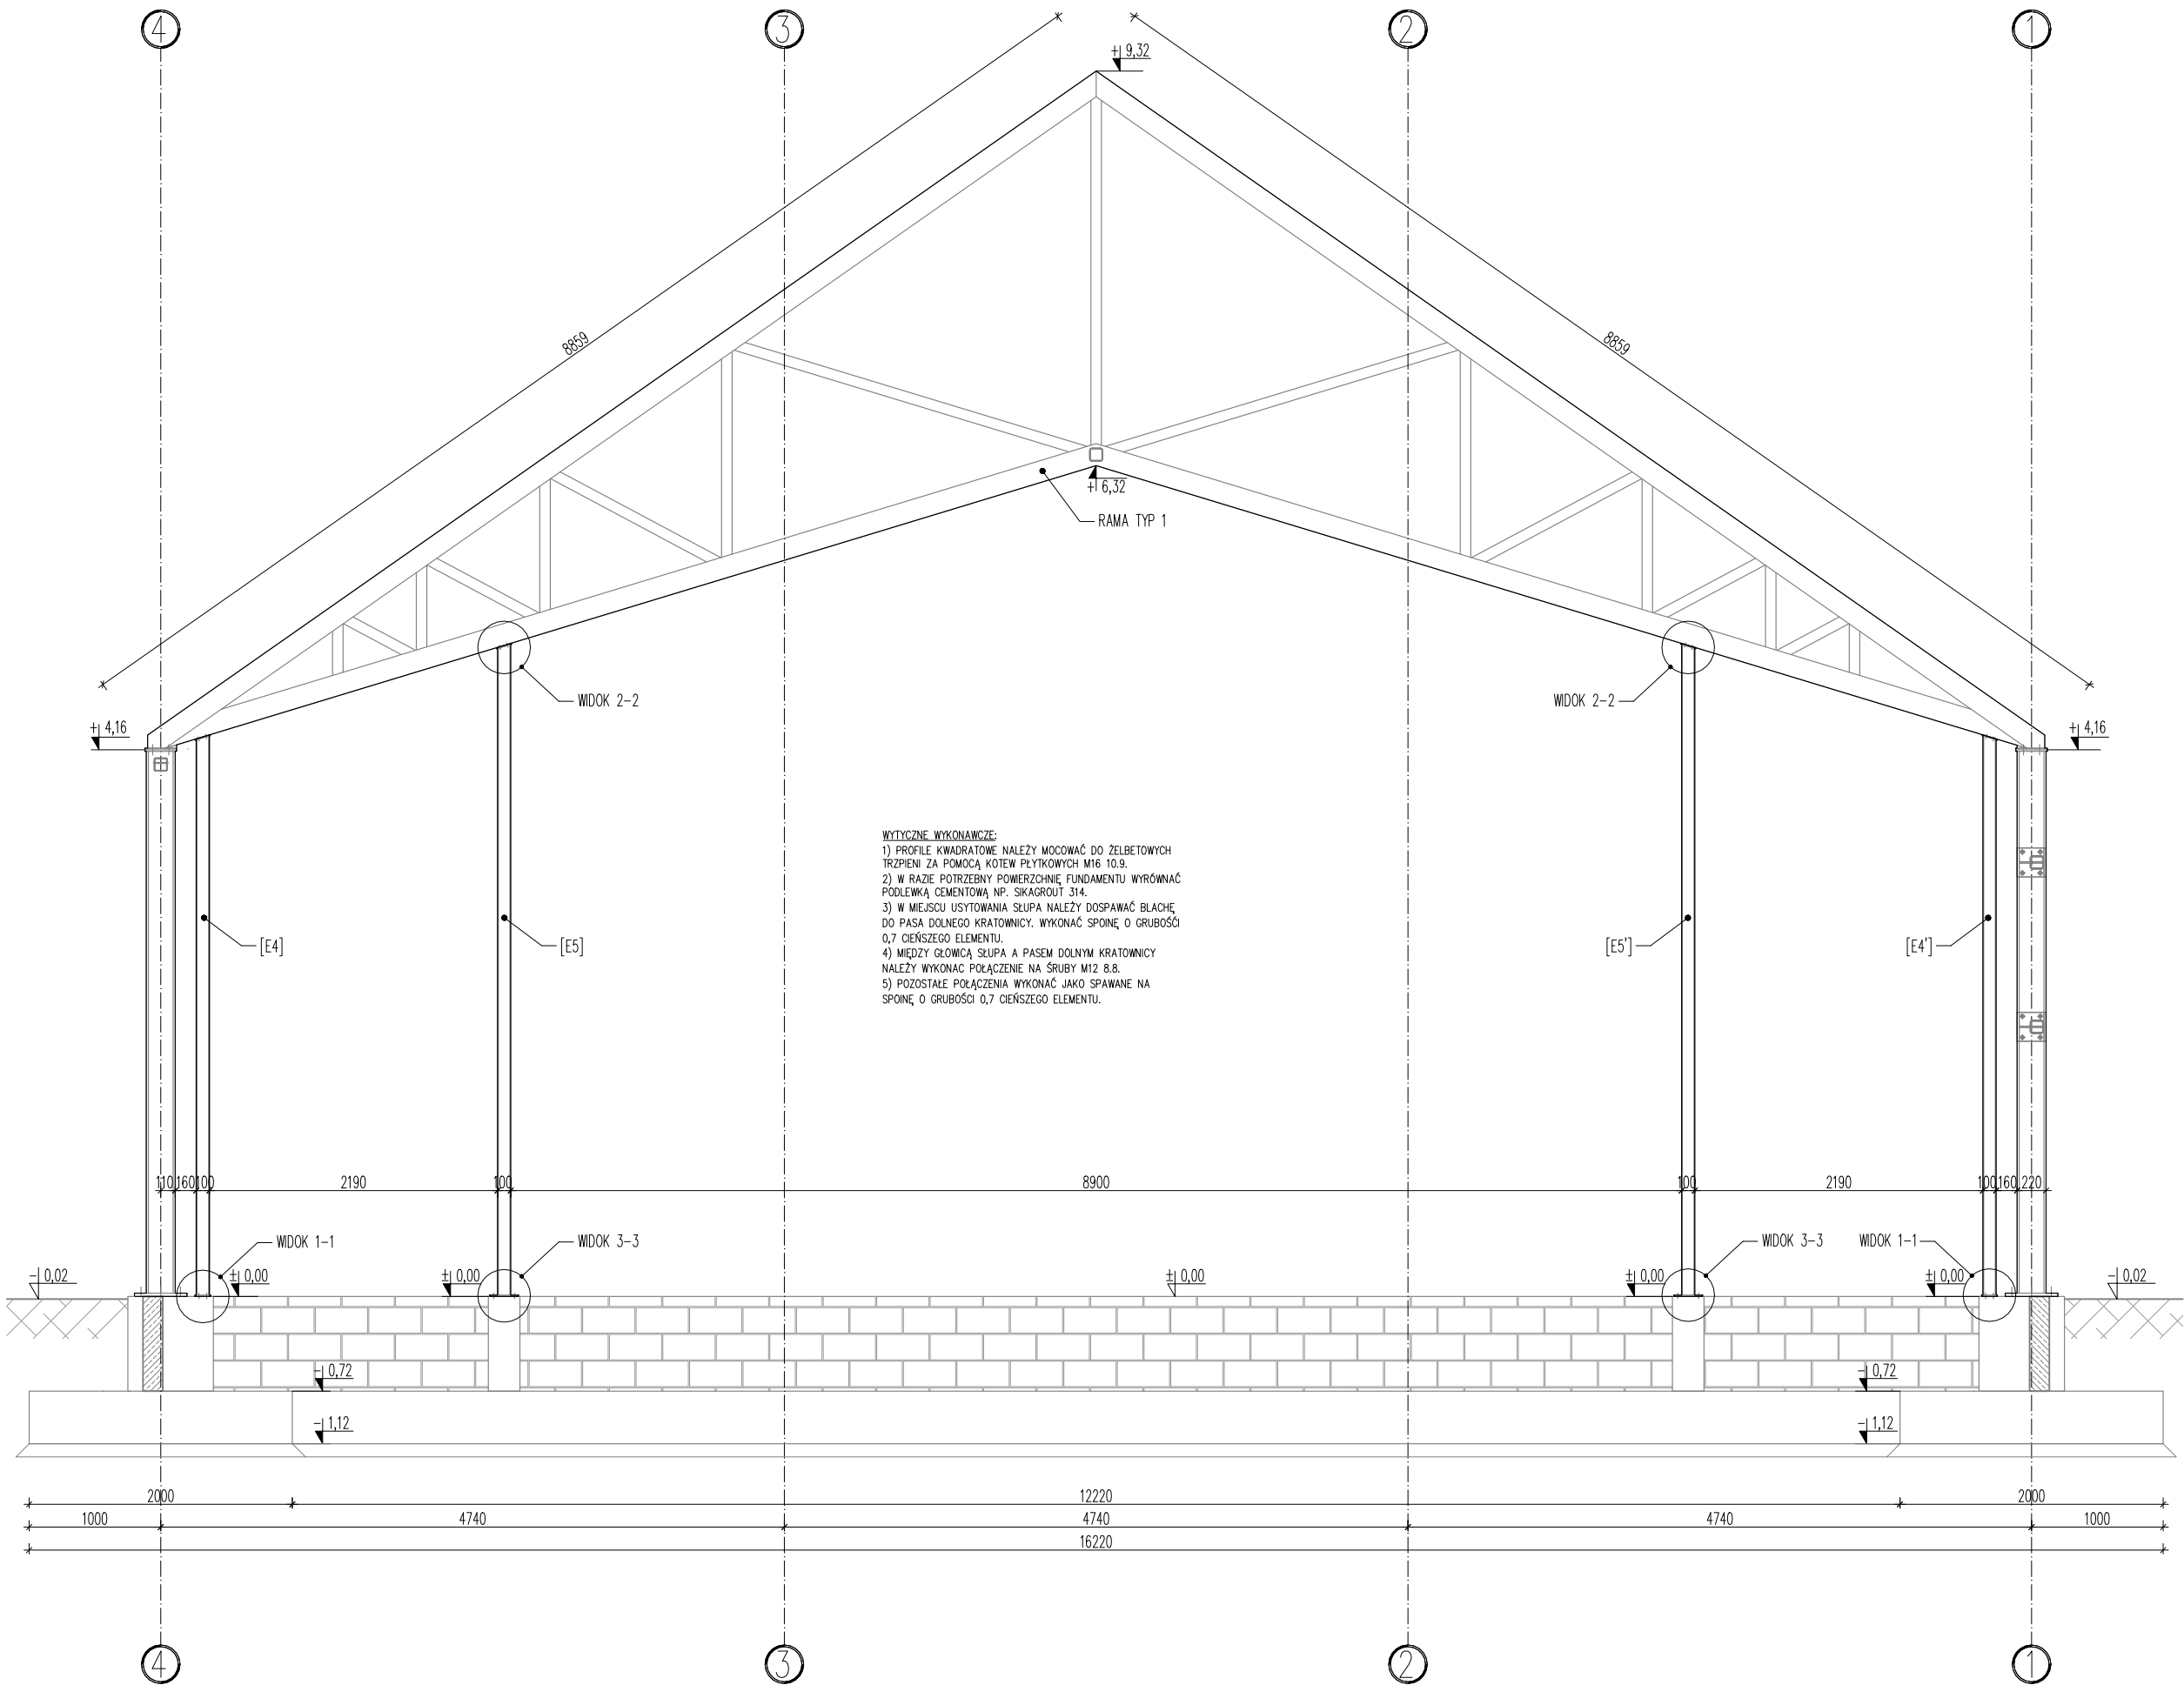 4 3 2 1
+ 9,32
8859 8859
+ 6,32
RAMA TYP 1
WIDOK 2-2 WIDOK 2-2
+ 4,16 + 4,16
WYTYCZNE WYKONAWCZE:
1) PROFILE KWADRATOWE NALEŻY MOCOWAĆ DO ŻELBETOWYCH
TRZPIENI ZA POMOCĄ KOTEW PŁYTKOWYCH M16 10.9.
2) W RAZIE POTRZEBNY POWIERZCHNIĘ FUNDAMENTU WYRÓWNAĆ
PODLEWKĄ CEMENTOWĄ NP. SIKAGROUT 314.
3) W MIEJSCU USYTOWANIA SŁUPA NALEŻY DOSPAWAĆ BLACHĘ
DO PASA DOLNEGO KRATOWNICY. WYKONAĆ SPOINĘ O GRUBOŚĆI
0,7 CIEŃSZEGO ELEMENTU.
4) MIĘDZY GŁOWICĄ SŁUPA A PASEM DOLNYM KRATOWNICY
NALEŻY WYKONAC POŁĄCZENIE NA ŚRUBY M12 8.8.
5) POZOSTAŁE POŁĄCZENIA WYKONAĆ JAKO SPAWANE NA
SPOINĘ O GRUBOŚCI 0,7 CIEŃSZEGO ELEMENTU.
[E4] [E5] [E5'] [E4']
110 160 100 2190 100 8900 100 2190 100 160 220
WIDOK 1-1 WIDOK 3-3 WIDOK 3-3 WIDOK 1-1
- 0,02 ± 0,00 ± 0,00 ± 0,00 ± 0,00 ± 0,00 - 0,02
- 0,72 - 0,72
- 1,12 - 1,12
2000 12220 2000
1000 4740 4740 4740 1000
16220
4 3 2 1